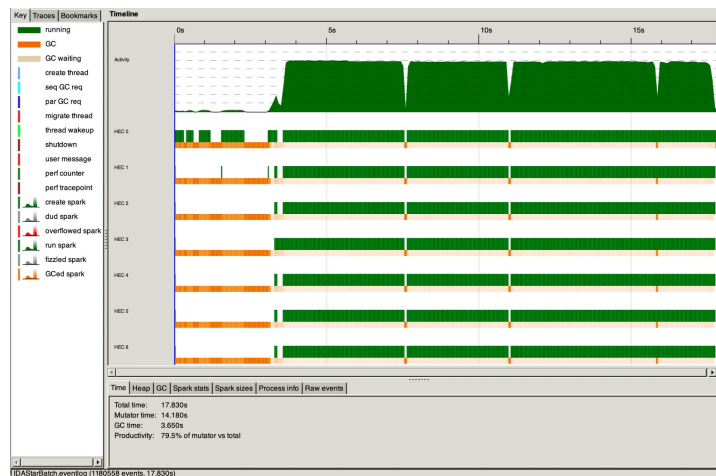 Key Traces Bookmarks
running
GC
GC waiting
create thread
seq GC req
par GC req
migrate thread
thread wakeup
shutdown
user message
perf counter
perf tracepoint
create spark
dud spark
overflowed spark
run spark
fizzled spark
GCed spark
Timeline
0s 5s 10s 15s
Activity
HEC 0
HEC 1
HEC 2
HEC 3
HEC 4
HEC 5
HEC 6
Time Heap GC Spark stats Spark sizes Process info Raw events
Total time: 17.830s
Mutator time: 14.180s
GC time: 3.650s
Productivity: 79.5% of mutator vs total
IDAStarBatch.eventlog (1180558 events, 17.830s)